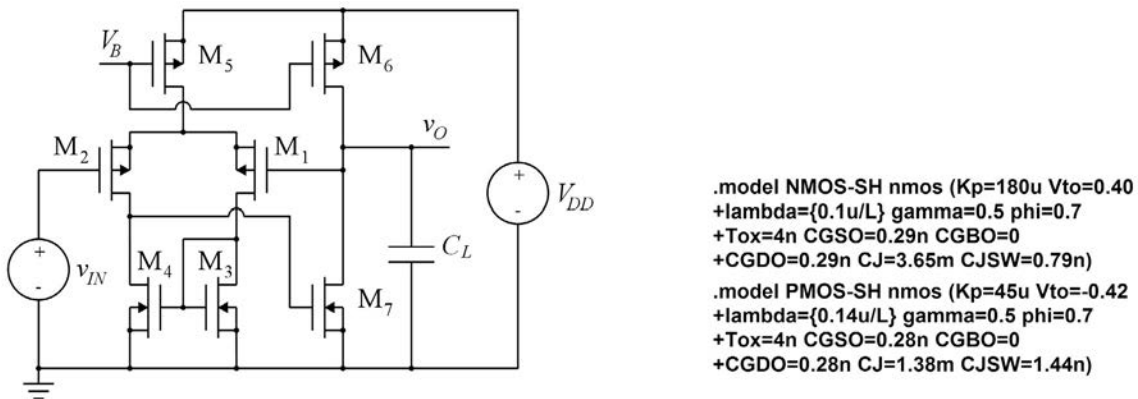 V_B
M_5
M_6
v_O
M_2
M_1
+
-
V_DD
+
-
v_IN
C_L
M_4
M_3
M_7
.model NMOS-SH nmos (Kp=180u Vto=0.40
+lambda={0.1u/L} gamma=0.5 phi=0.7
+Tox=4n CGSO=0.29n CGBO=0
+CGDO=0.29n CJ=3.65m CJSW=0.79n)
.model PMOS-SH nmos (Kp=45u Vto=-0.42
+lambda={0.14u/L} gamma=0.5 phi=0.7
+Tox=4n CGSO=0.28n CGBO=0
+CGDO=0.28n CJ=1.38m CJSW=1.44n)